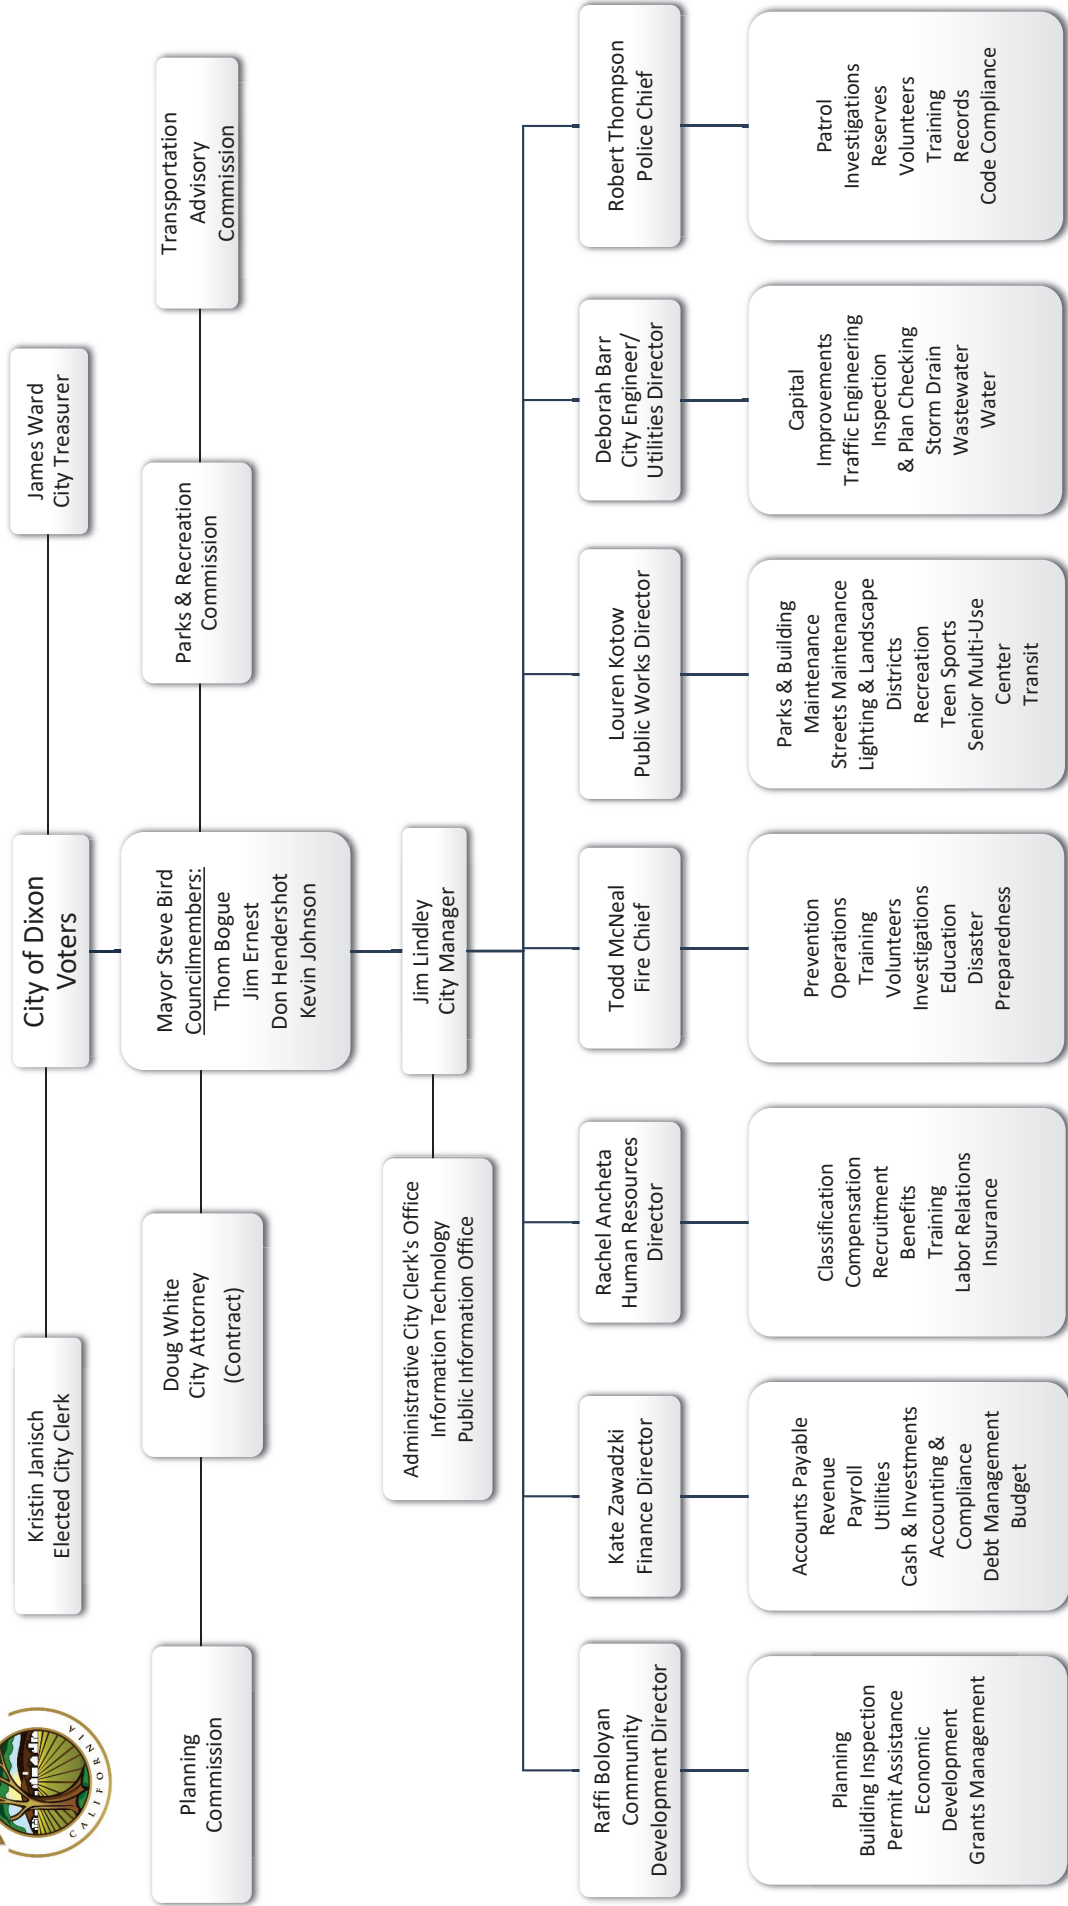 CALIFORNIA
Kristin Janisch
Elected City Clerk
City of Dixon
Voters
James Ward
City Treasurer
Planning
Commission
Doug White
City Attorney
(Contract)
Mayor Steve Bird
Councilmembers:
Thom Bogue
Jim Ernest
Don Hendershot
Kevin Johnson
Parks & Recreation
Commission
Transportation
Advisory
Commission
Administrative City Clerk's Office
Information Technology
Public Information Office
Jim Lindley
City Manager
Raffi Boloyan
Community
Development Director
Kate Zawadzki
Finance Director
Rachel Ancheta
Human Resources
Director
Todd McNeal
Fire Chief
Louren Kotow
Public Works Director
Deborah Barr
City Engineer/
Utilities Director
Robert Thompson
Police Chief
Planning
Building Inspection
Permit Assistance
Economic
Development
Grants Management
Accounts Payable
Revenue
Payroll
Utilities
Cash & Investments
Accounting &
Compliance
Debt Management
Budget
Classification
Compensation
Recruitment
Benefits
Training
Labor Relations
Insurance
Prevention
Operations
Training
Volunteers
Investigations
Education
Disaster
Preparedness
Parks & Building
Maintenance
Streets Maintenance
Lighting & Landscape
Districts
Recreation
Teen Sports
Senior Multi-Use
Center
Transit
Capital
Improvements
Traffic Engineering
Inspection
& Plan Checking
Storm Drain
Wastewater
Water
Patrol
Investigations
Reserves
Volunteers
Training
Records
Code Compliance